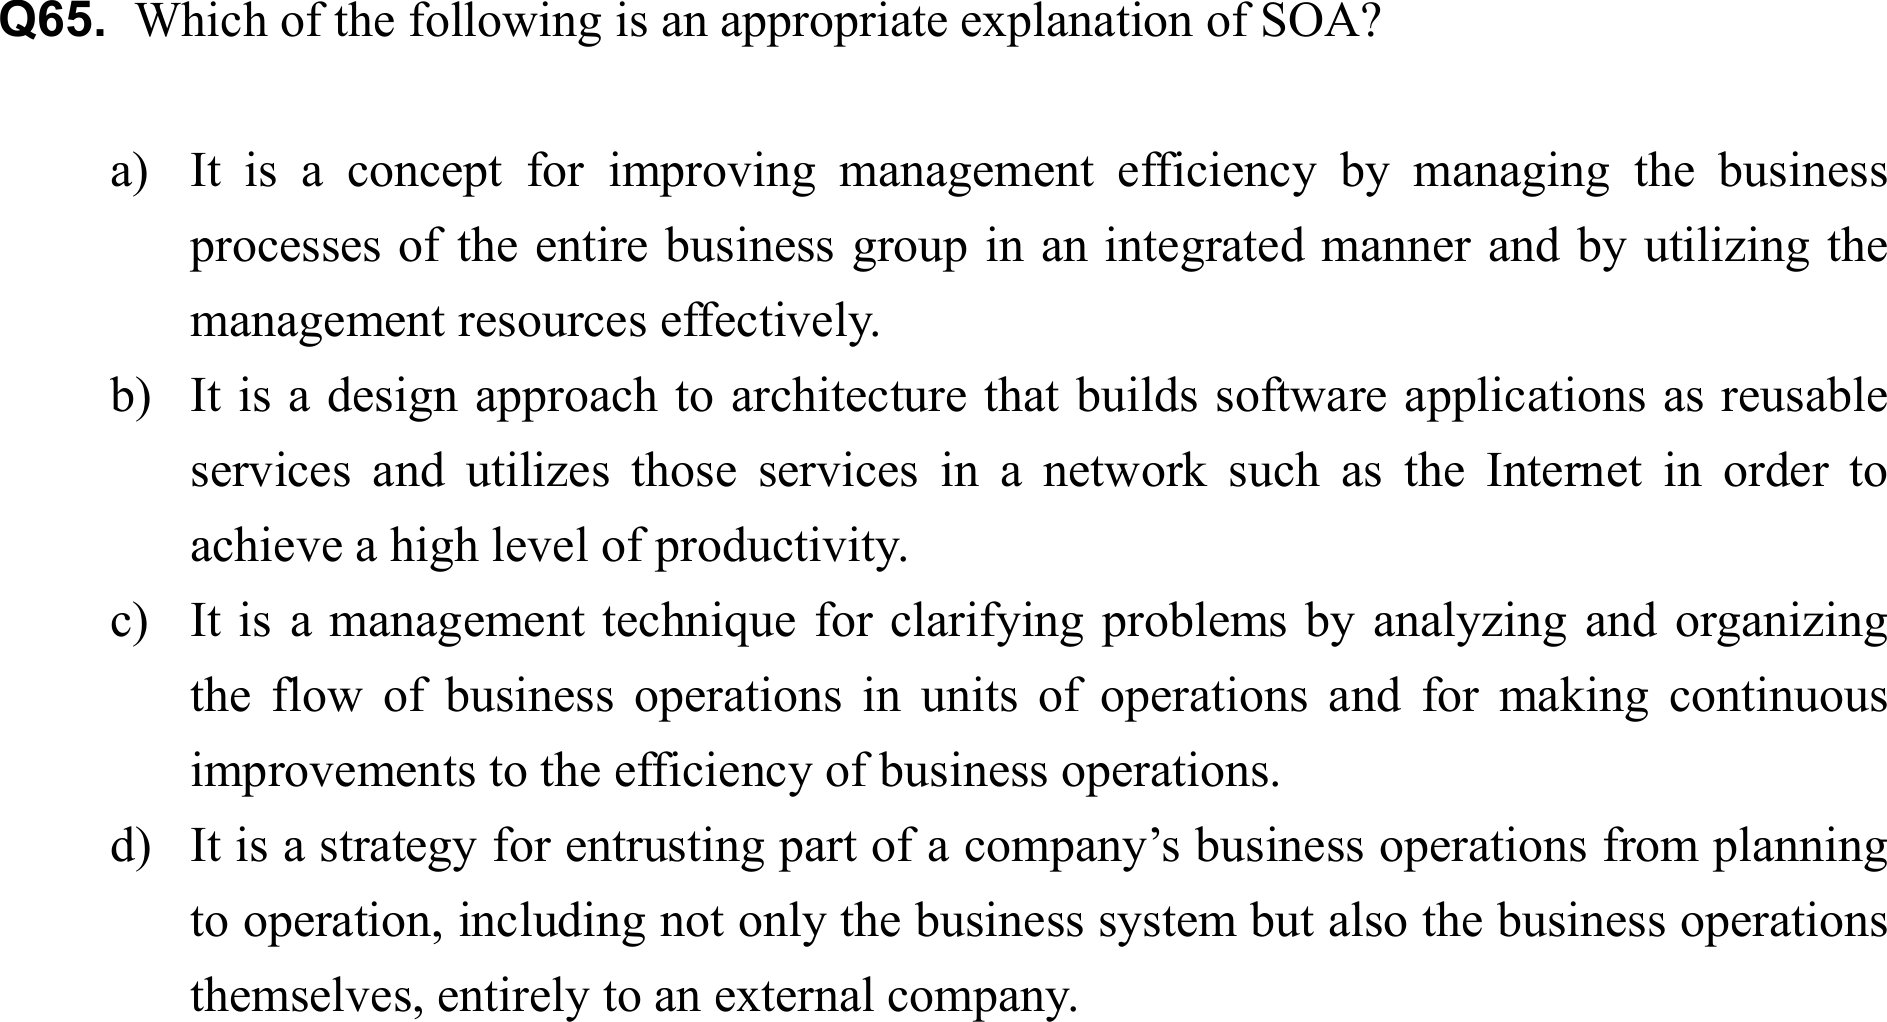 Q65. Which of the following is an appropriate explanation of SOA?
a) It is a concept for improving management efficiency by managing the business
processes of the entire business group in an integrated manner and by utilizing the
management resources effectively.
b) It is a design approach to architecture that builds software applications as reusable
services and utilizes those services in a network such as the Internet in order to
achieve a high level of productivity.
c) It is a management technique for clarifying problems by analyzing and organizing
the flow of business operations in units of operations and for making continuous
improvements to the efficiency of business operations.
d) It is a strategy for entrusting part of a company’s business operations from planning
to operation, including not only the business system but also the business operations
themselves, entirely to an external company.